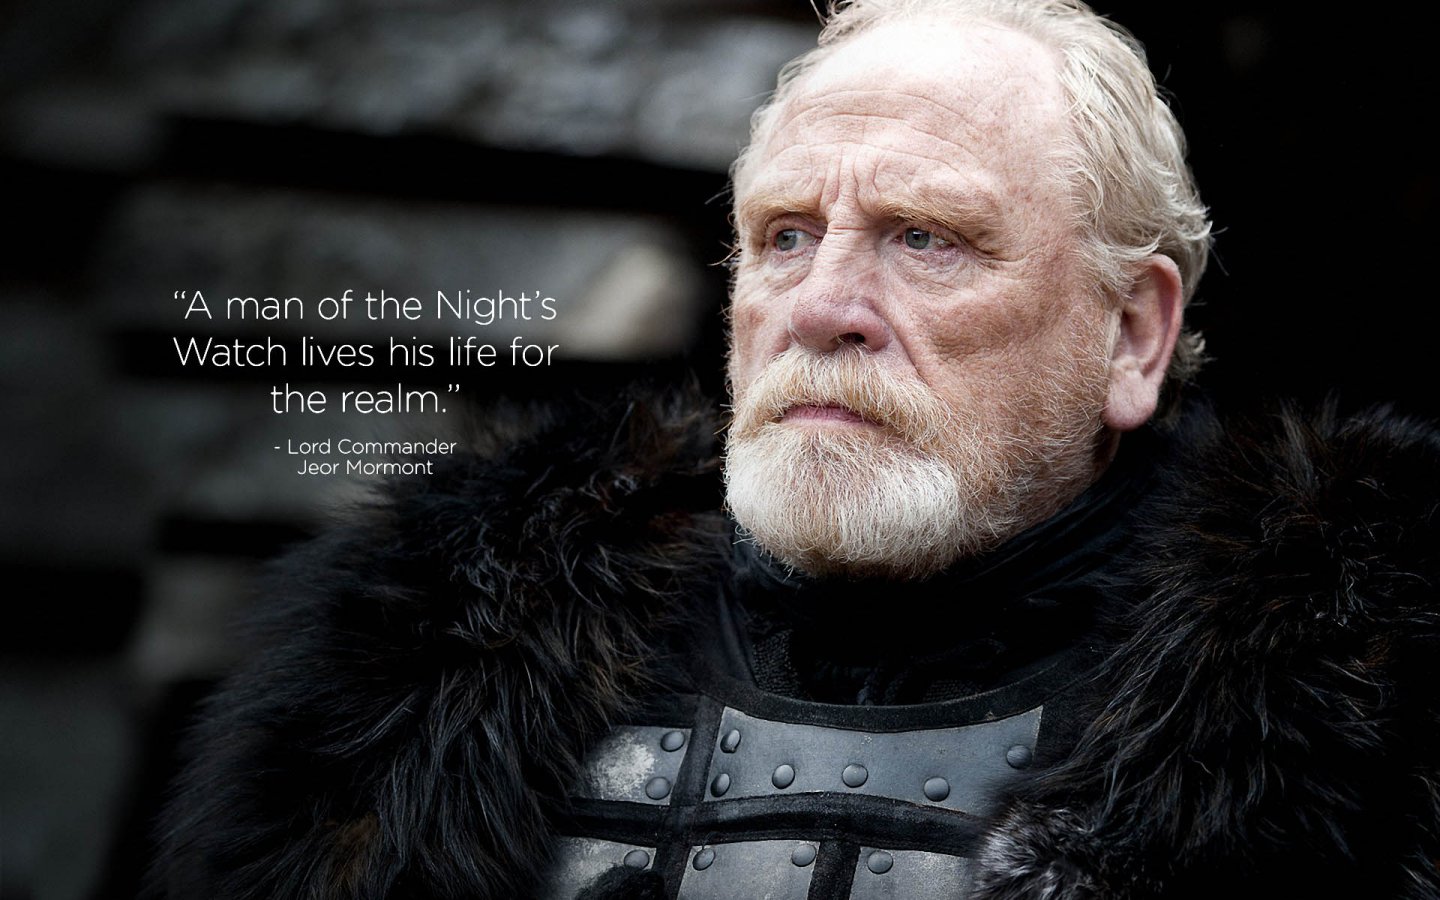 “A man of the Night’s
Watch lives his life for
the realm.”
- Lord Commander
Jeor Mormont